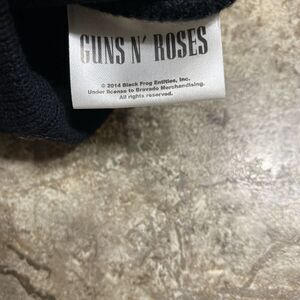 GUNS N' ROSES
© 2014 Black Frog Entities, Inc.
Under license to Bravado Merchandising.
All rights reserved.